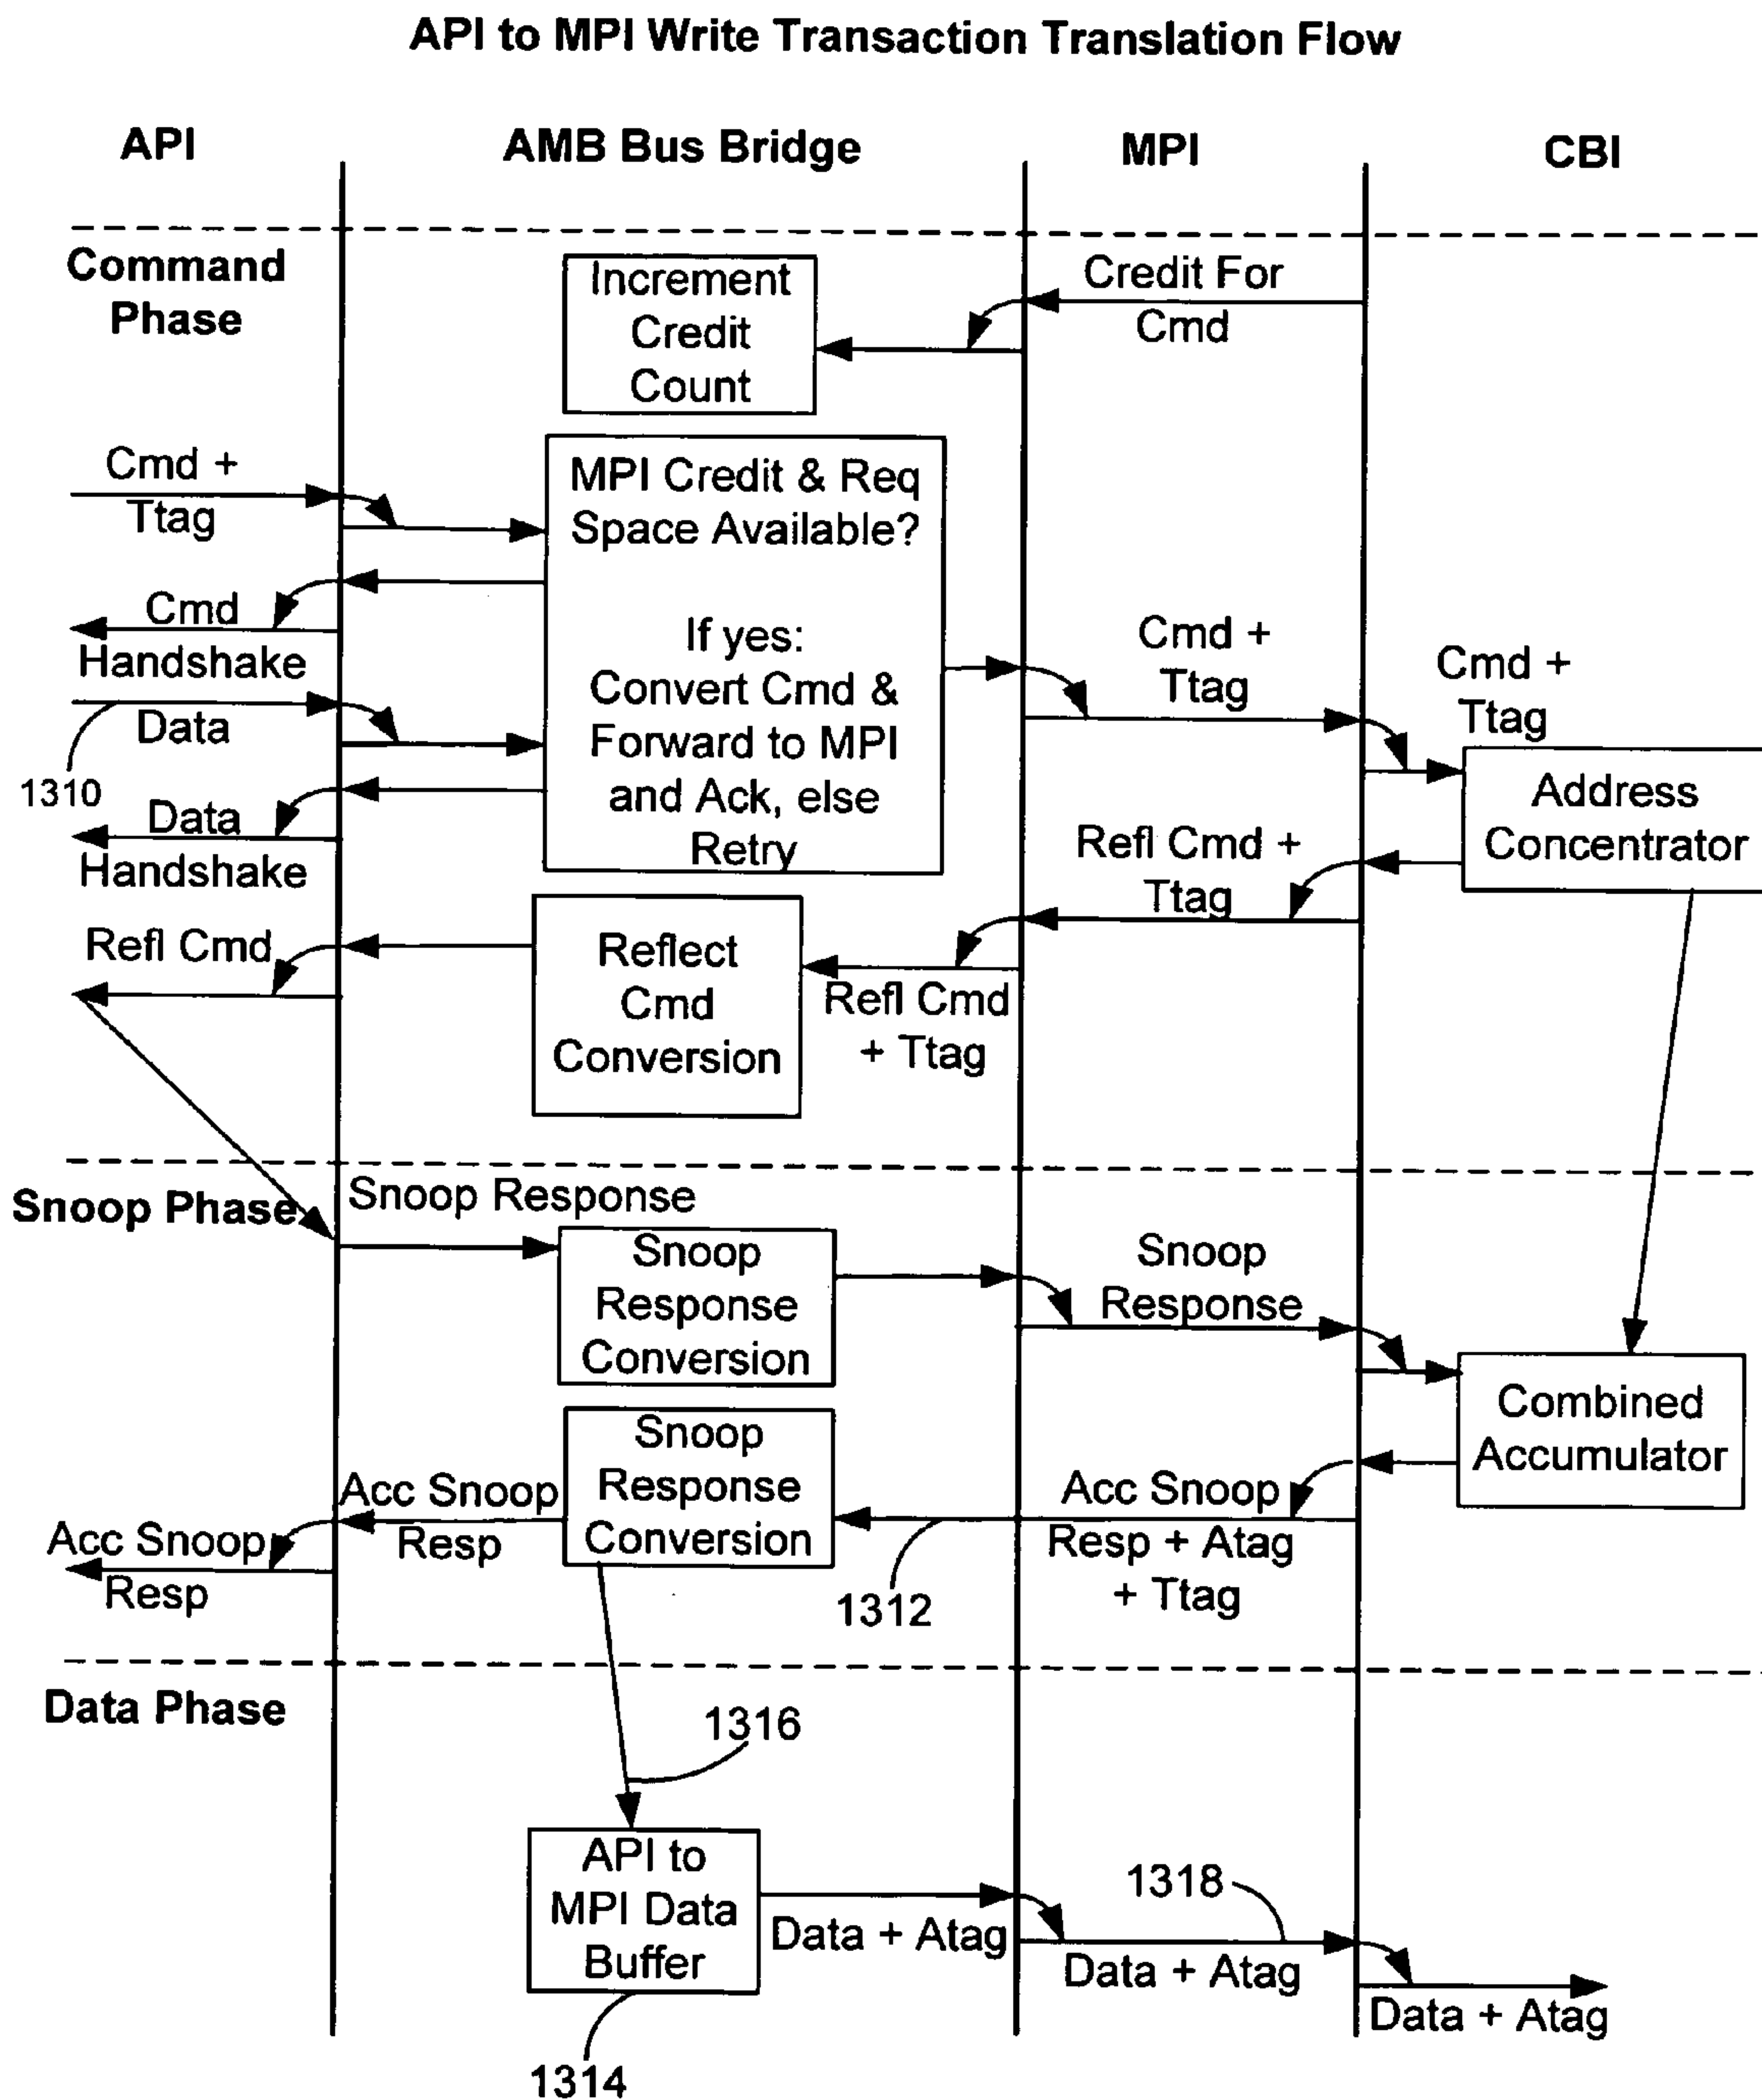 API to MPI Write Transaction Translation Flow
API
AMB Bus Bridge
MPI
CBI
Command
Phase
Increment
Credit
Count
Credit For
Cmd
Cmd +
Ttag
MPI Credit & Req
Space Available?
If yes:
Convert Cmd &
Forward to MPI
and Ack, else
Retry
Cmd
Handshake
Data
1310
Data
Handshake
Cmd +
Ttag
Cmd +
Ttag
Address
Concentrator
Refl Cmd +
Ttag
Refl Cmd
Reflect
Cmd
Conversion
Refl Cmd
+ Ttag
Snoop Phase
Snoop Response
Snoop
Response
Conversion
Snoop
Response
Combined
Accumulator
Snoop
Response
Conversion
Acc Snoop
Resp
Acc Snoop
Resp
Acc Snoop
Resp + Atag
+ Ttag
1312
Data Phase
1316
API to
MPI Data
Buffer
1314
Data + Atag
1318
Data + Atag
Data + Atag